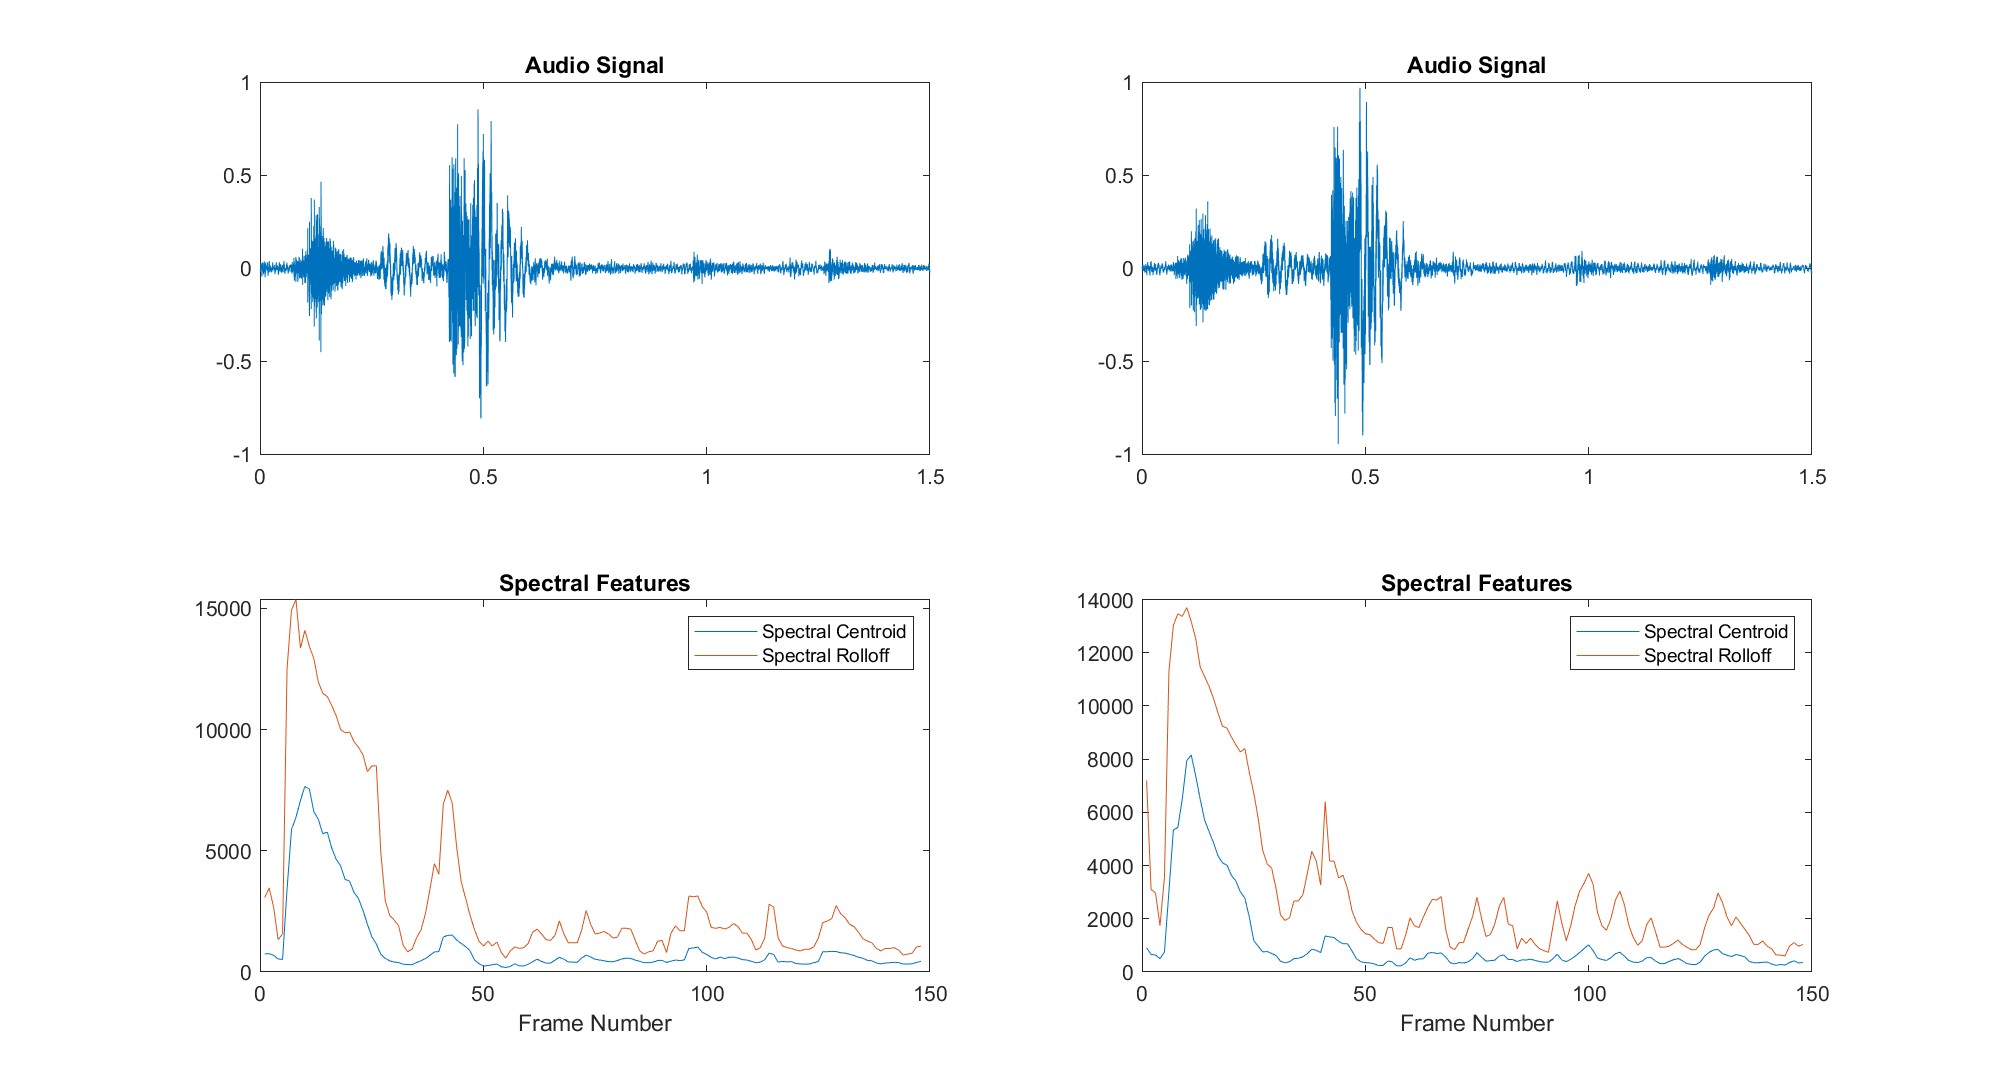 Audio Signal
1
0.5
0
-0.5
-1
0 0.5 1 1.5
Audio Signal
1
0.5
0
-0.5
-1
0 0.5 1 1.5
Spectral Features
15000
10000
5000
0
Spectral Centroid
Spectral Rolloff
0 50 100 150
Frame Number
Spectral Features
14000
12000
10000
8000
6000
4000
2000
0
Spectral Centroid
Spectral Rolloff
0 50 100 150
Frame Number